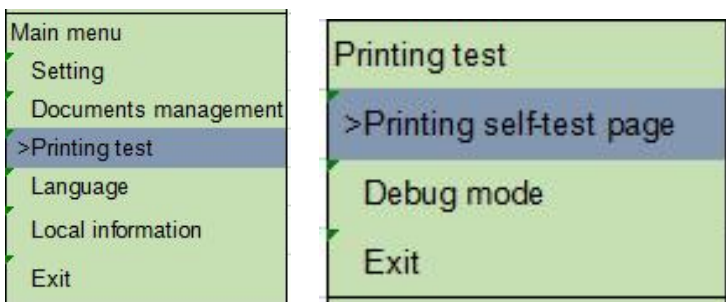 Main menu
Setting
Documents management
>Printing test
Language
Local information
Exit
Printing test
>Printing self-test page
Debug mode
Exit